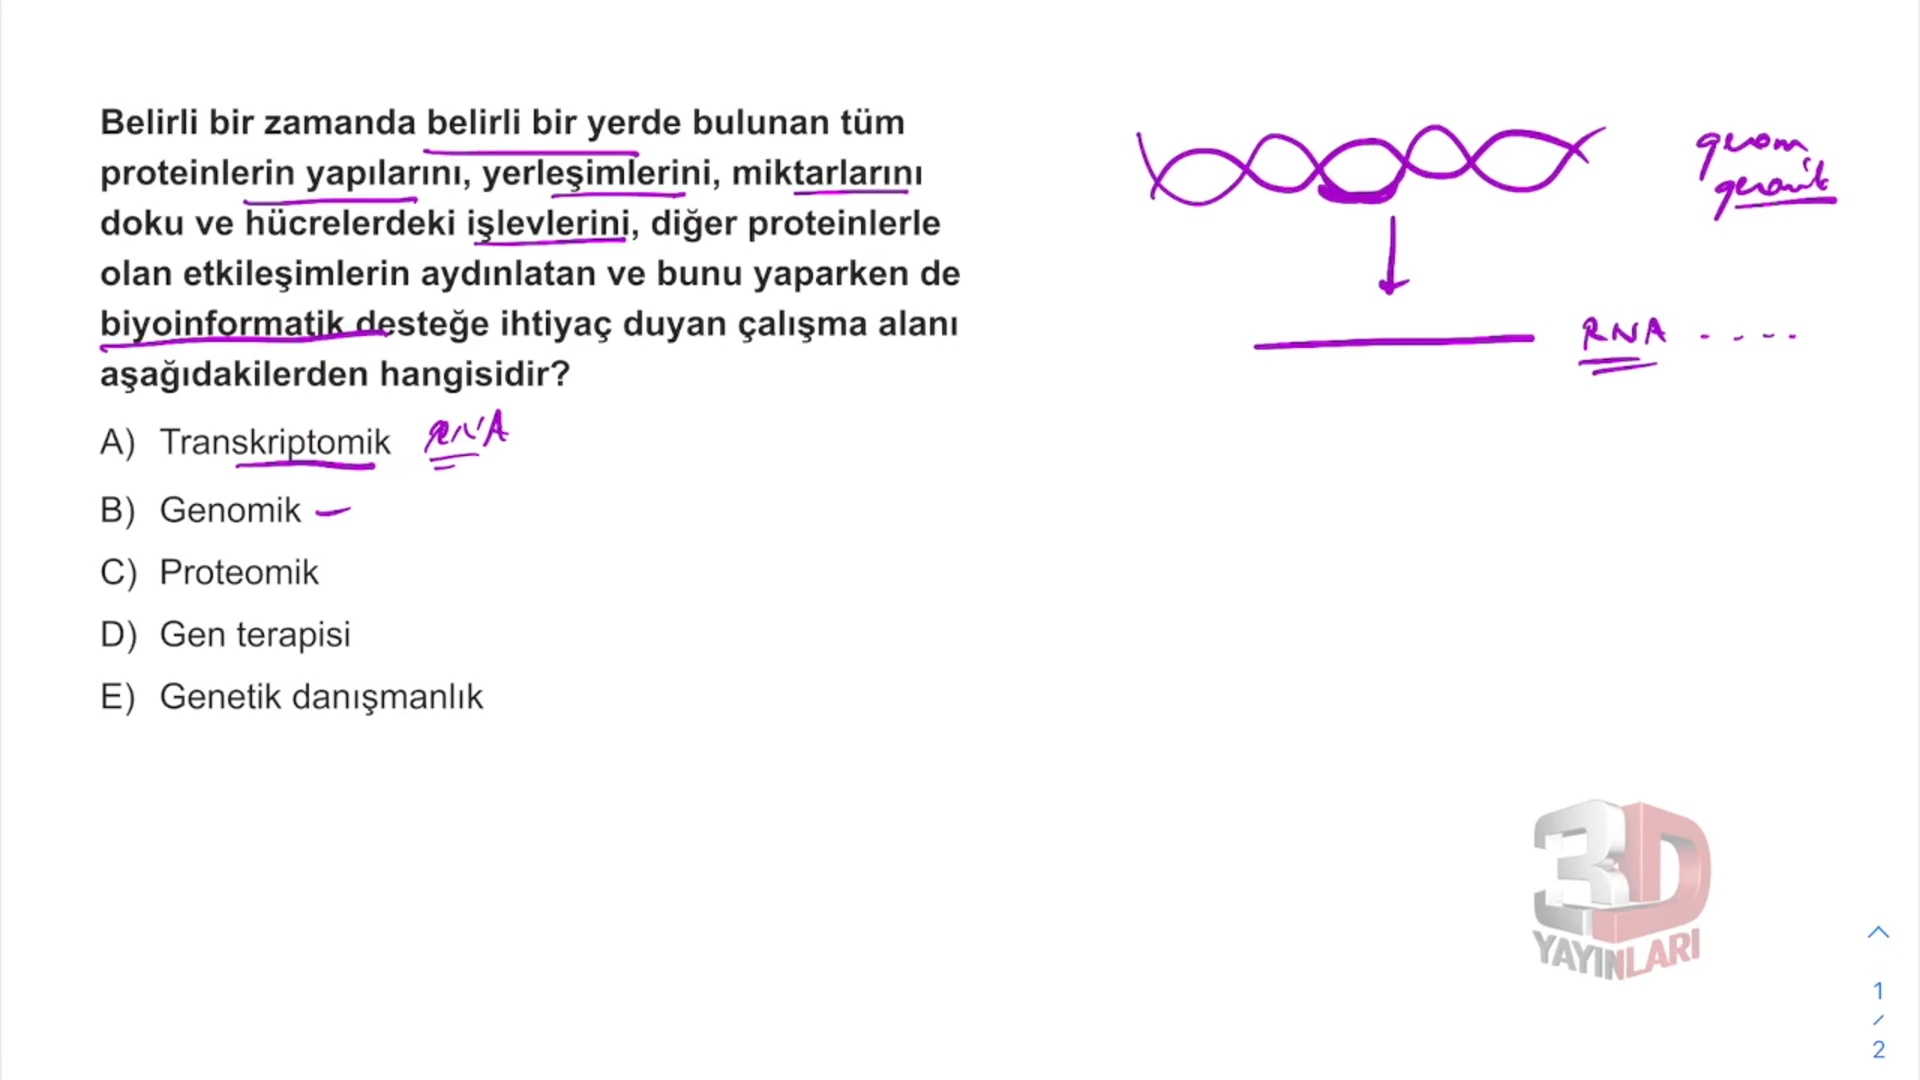 Belirli bir zamanda belirli bir yerde bulunan tüm
proteinlerin yapılarını, yerleşimlerini, miktarlarını
doku ve hücrelerdeki işlevlerini, diğer proteinlerle
olan etkileşimlerin aydınlatan ve bunu yaparken de
biyoinformatik desteğe ihtiyaç duyan çalışma alanı
aşağıdakilerden hangisidir?
A) Transkriptomik RNA
B) Genomik
C) Proteomik
D) Gen terapisi
E) Genetik danışmanlık
genom
RNA ....
3D
YAYINLARI
1
/
2